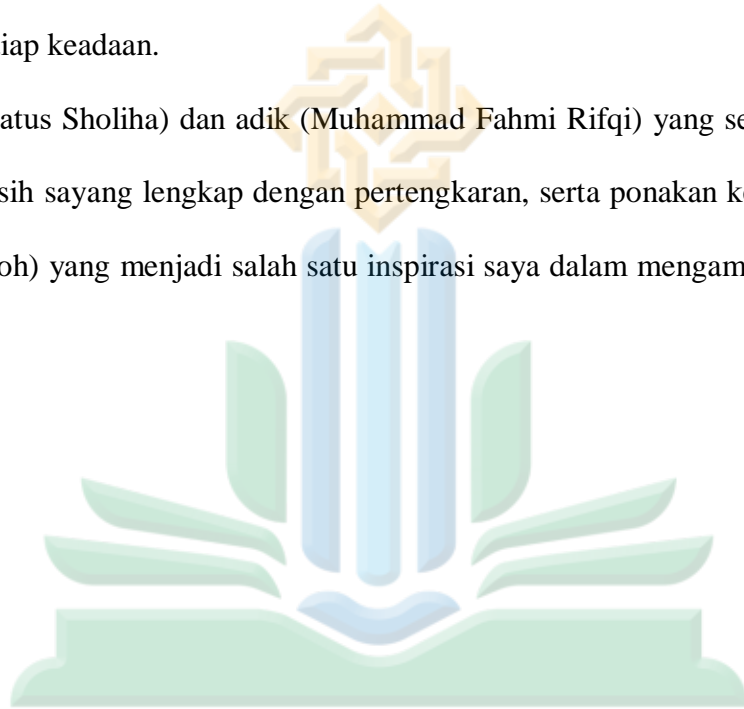 iap keadaan.
atus Sholiha) dan adik (Muhammad Fahmi Rifqi) yang se
sih sayang lengkap dengan pertengkaran, serta ponakan ke
oh) yang menjadi salah satu inspirasi saya dalam mengam